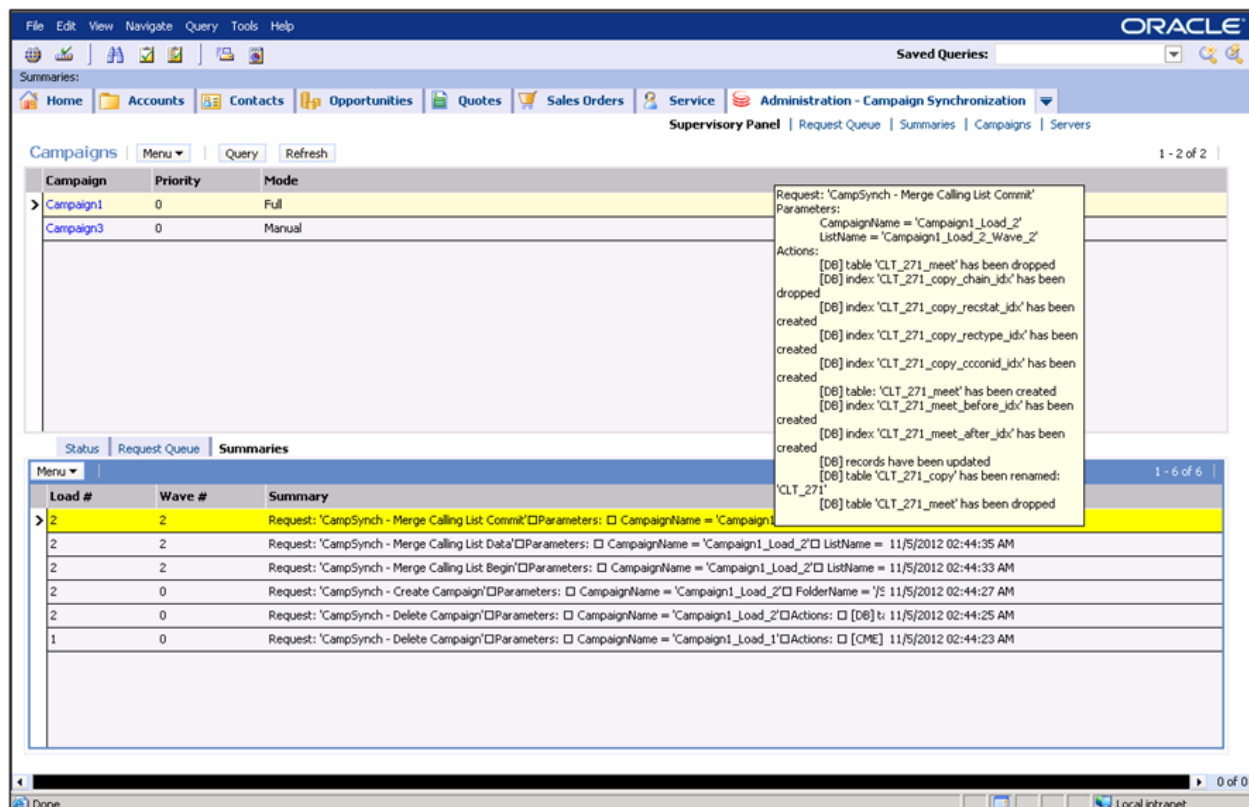 File Edit View Navigate Query Tools Help ORACLE
Saved Queries:
Summaries:
Home Accounts Contacts Opportunities Quotes Sales Orders Service Administration - Campaign Synchronization
Supervisory Panel | Request Queue | Summaries | Campaigns | Servers
Campaigns | Menu | Query Refresh 1 - 2 of 2
Campaign Priority Mode
Campaign1 0 Full
Campaign3 0 Manual
Request: 'CampSynch - Merge Calling List Commit'
Parameters:
CampaignName = 'Campaign1_Load_2'
ListName = 'Campaign1_Load_2_Wave_2'
Actions:
[DB] table 'CLT_271_meet' has been dropped
[DB] index 'CLT_271_copy_chain_idx' has been
dropped
[DB] index 'CLT_271_copy_recstat_idx' has been
created
[DB] index 'CLT_271_copy_rectype_idx' has been
created
[DB] index 'CLT_271_copy_ccconid_idx' has been
created
[DB] table: 'CLT_271_meet' has been created
[DB] index 'CLT_271_meet_before_idx' has been
created
[DB] index 'CLT_271_meet_after_idx' has been
created
[DB] records have been updated
[DB] table 'CLT_271_copy' has been renamed:
'CLT_271'
[DB] table 'CLT_271_meet' has been dropped
Status | Request Queue | Summaries
Menu 1 - 6 of 6
Load # Wave # Summary
2 2 Request: 'CampSynch - Merge Calling List Commit'□Parameters: □ CampaignName = 'Campaign1
2 2 Request: 'CampSynch - Merge Calling List Data'□Parameters: □ CampaignName = 'Campaign1_Load_2'□ ListName = 11/5/2012 02:44:35 AM
2 2 Request: 'CampSynch - Merge Calling List Begin'□Parameters: □ CampaignName = 'Campaign1_Load_2'□ ListName = 11/5/2012 02:44:33 AM
2 0 Request: 'CampSynch - Create Campaign'□Parameters: □ CampaignName = 'Campaign1_Load_2'□ FolderName = '/ 11/5/2012 02:44:27 AM
2 0 Request: 'CampSynch - Delete Campaign'□Parameters: □ CampaignName = 'Campaign1_Load_2'□Actions: □ [DB] 11/5/2012 02:44:25 AM
1 0 Request: 'CampSynch - Delete Campaign'□Parameters: □ CampaignName = 'Campaign1_Load_1'□Actions: □ [CME] 11/5/2012 02:44:23 AM
0 of 0
Done Local intranet